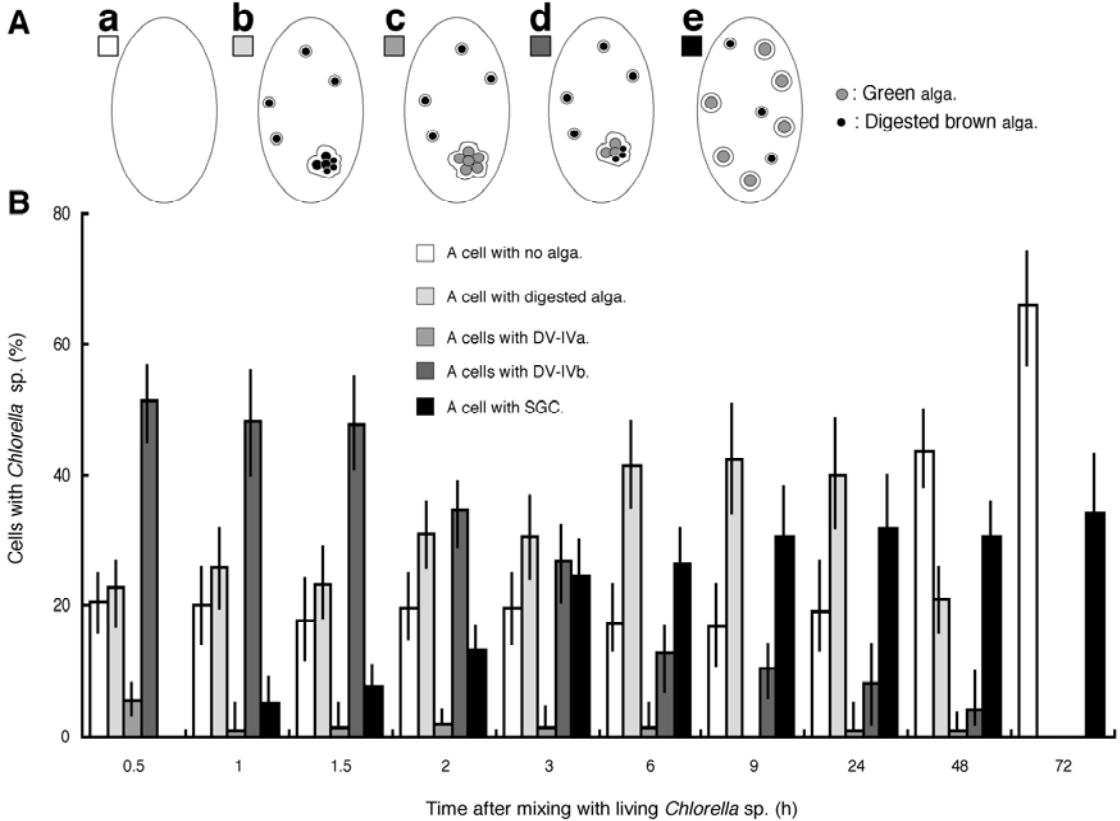 A
a b c d e
: Green alga.
: Digested brown alga.
B
80
60
40
20
0
Cells with Chlorella sp. (%)
A cell with no alga.
A cell with digested alga.
A cells with DV-IVa.
A cells with DV-IVb.
A cell with SGC.
0.5 1 1.5 2 3 6 9 24 48 72
Time after mixing with living Chlorella sp. (h)